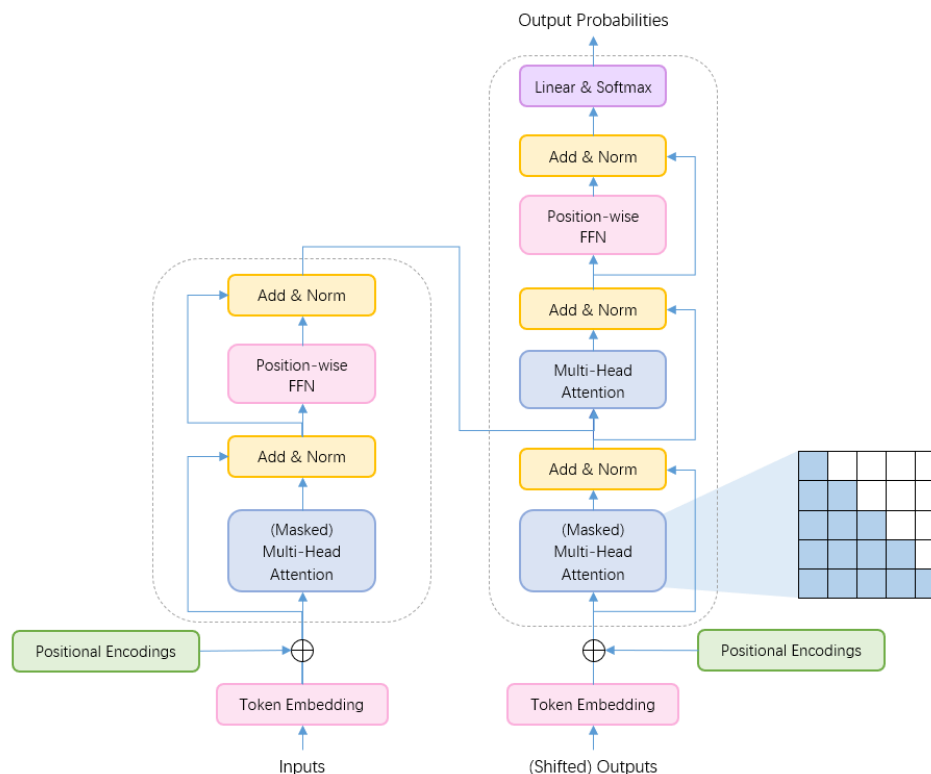 Output Probabilities
Linear & Softmax
Add & Norm
Position-wise
FFN
Add & Norm
Multi-Head
Attention
Add & Norm
(Masked)
Multi-Head
Attention
Positional Encodings
Token Embedding
(Shifted) Outputs
Add & Norm
Position-wise
FFN
Add & Norm
(Masked)
Multi-Head
Attention
Positional Encodings
Token Embedding
Inputs